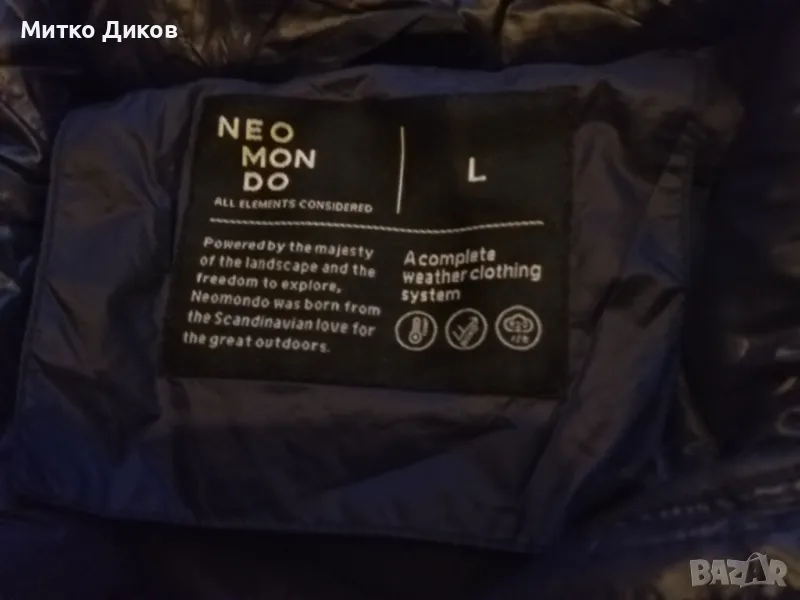 Митко Диков
NEO
MON
DO
ALL ELEMENTS CONSIDERED
L
Powered by the majesty
of the landscape and the
freedom to explore,
Neomondo was born from
the Scandinavian love for
the great outdoors.
A complete
weather clothing
system
BAZAR